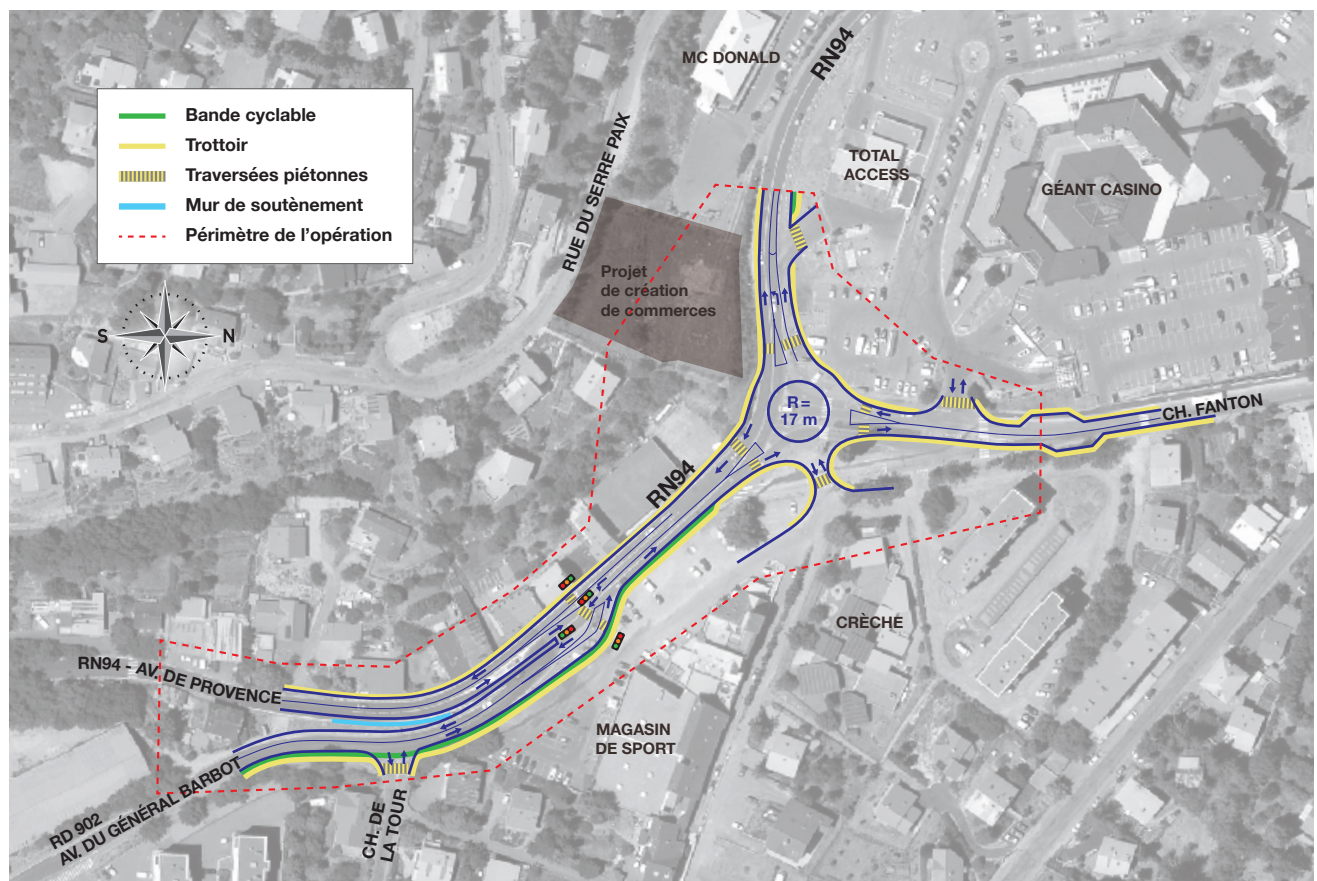 MC DONALD
RN94
Bande cyclable
Trottoir
Traversées piétonnes
Mur de soutènement
Périmètre de l'opération
RUE DU SERRE PAIX
TOTAL
ACCESS
GÉANT CASINO
Projet
de création
de commerces
S
N
R =
17 m
CH. FANTON
RN94
CRÈCHE
RN94 - AV. DE PROVENCE
MAGASIN
DE SPORT
RD 902
AV. DU GÉNÉRAL BARBOT
CH. DE
LA TOUR